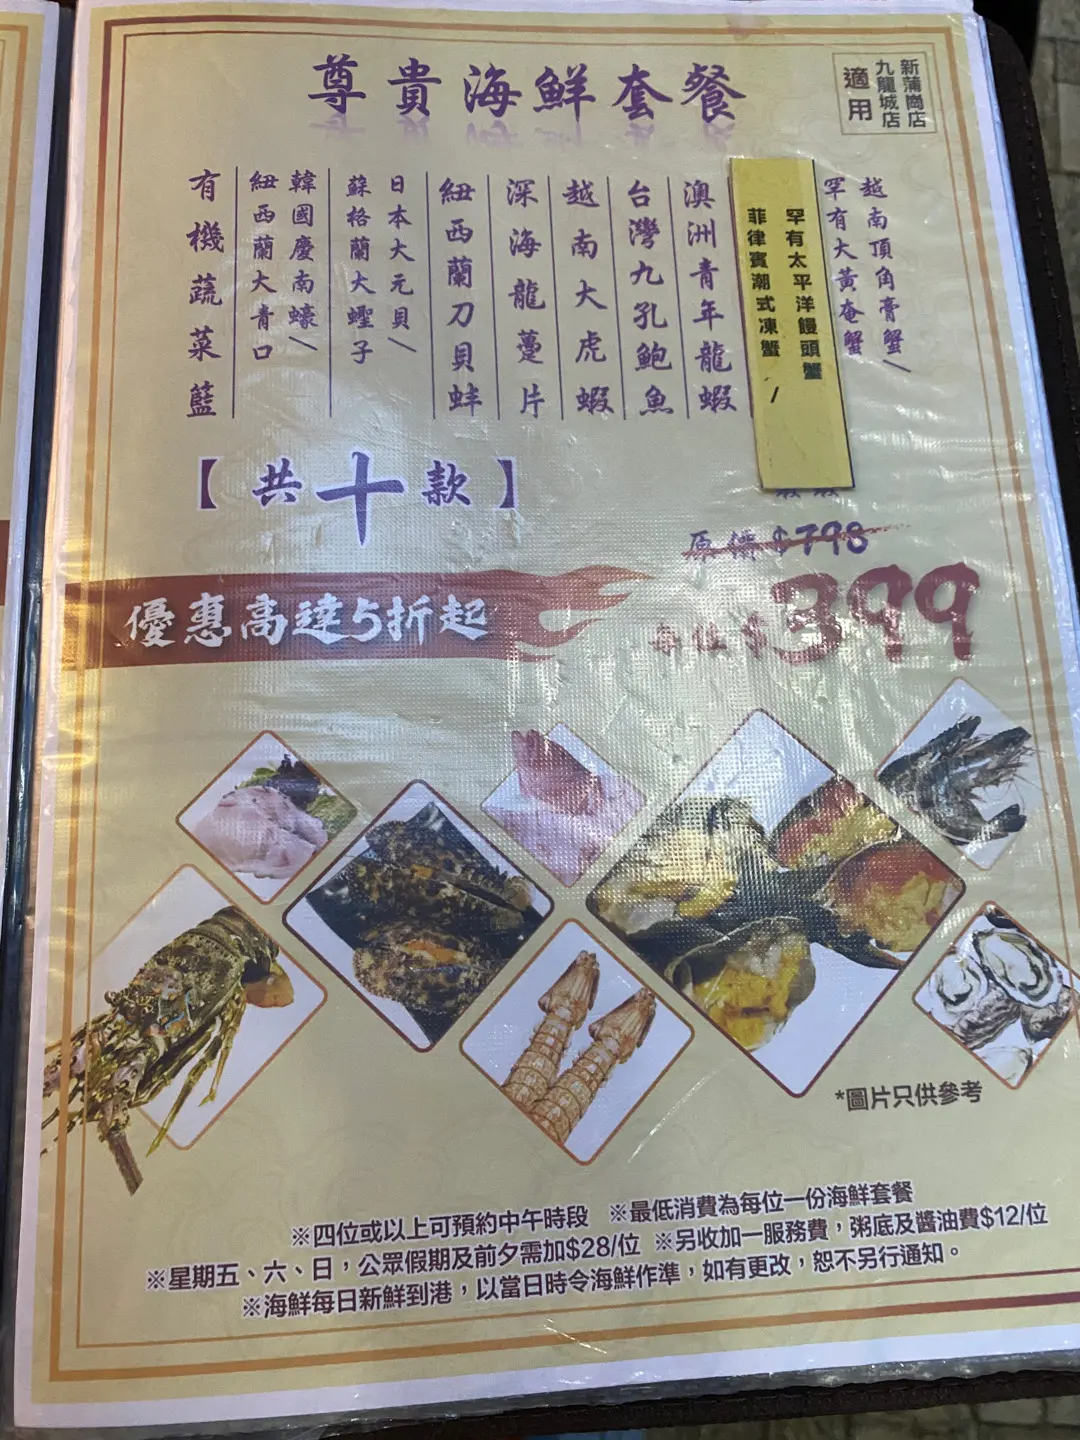 尊貴海鮮套餐
新蒲崗店
九龍城店
適用
越南頂角膏蟹/
罕有大黃奄蟹
罕有太平洋饅頭蟹
菲律賓潮式凍蟹 /
澳洲青年龍蝦
台灣九孔鮑魚
越南大虎蝦
深海龍躉片
紐西蘭刀貝蚌
日本大元貝/
蘇格蘭大蟶子
韓國慶南蠔/
紐西蘭大青口
有機蔬菜籃
【共十款】
原價$798
優惠高達5折起
每位$399
*圖片只供參考
※四位或以上可預約中午時段 ※最低消費為每位一份海鮮套餐
※星期五、六、日，公眾假期及前夕需加$28/位 ※另收加一服務費，粥底及醬油費$12/位
※海鮮每日新鮮到港，以當日時令海鮮作準，如有更改，恕不另行通知。